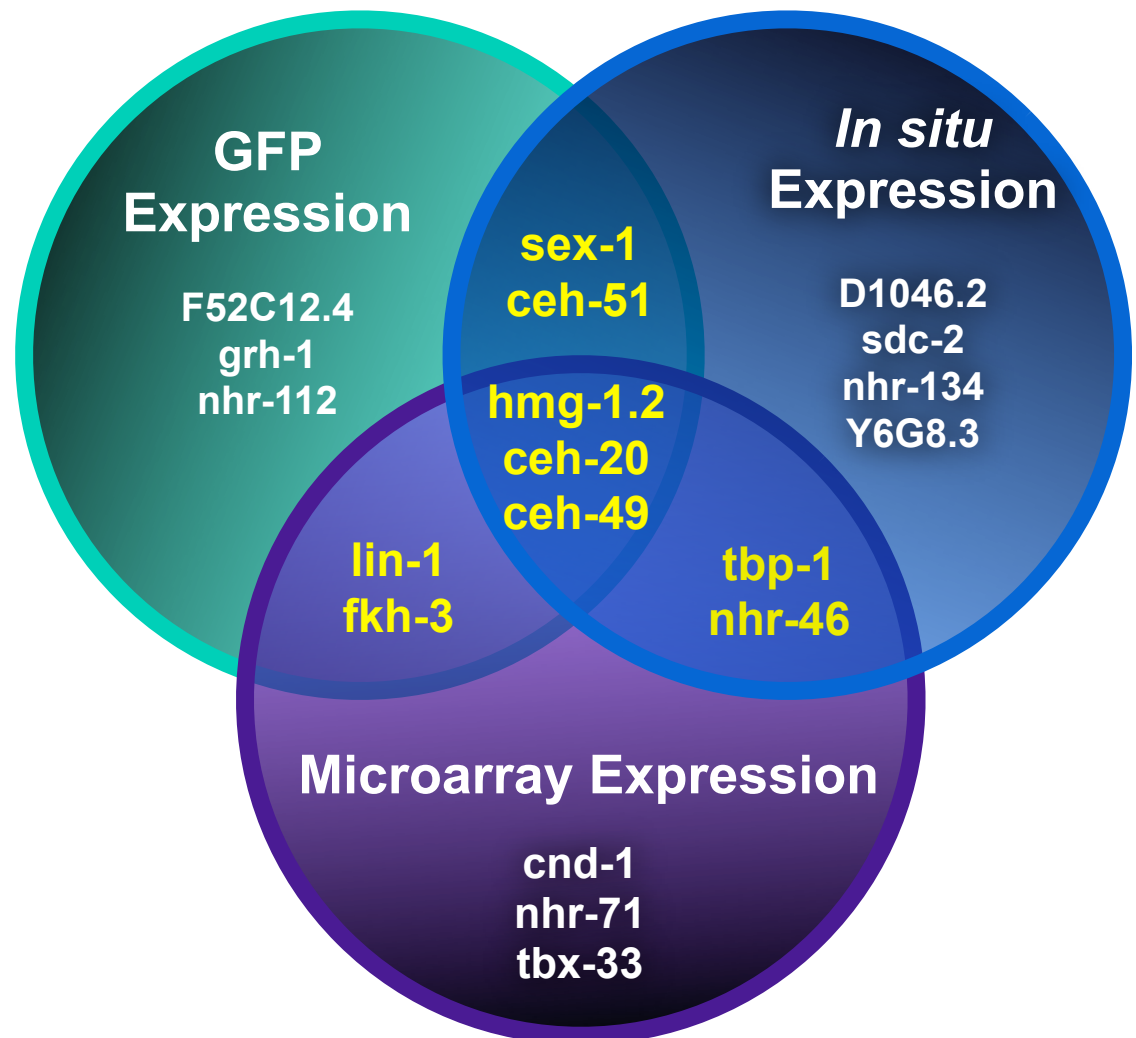 GFP
Expression
F52C12.4
grh-1
nhr-112
In situ
Expression
D1046.2
sdc-2
nhr-134
Y6G8.3
sex-1
ceh-51
hmg-1.2
ceh-20
ceh-49
lin-1
fkh-3
tbp-1
nhr-46
Microarray Expression
cnd-1
nhr-71
tbx-33